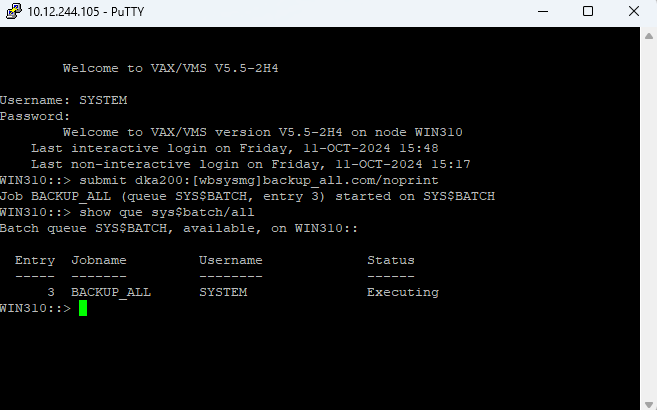 10.12.244.105 - PuTTY
Welcome to VAX/VMS V5.5-2H4
Username: SYSTEM
Password:
Welcome to VAX/VMS version V5.5-2H4 on node WIN310
Last interactive login on Friday, 11-OCT-2024 15:48
Last non-interactive login on Friday, 11-OCT-2024 15:17
WIN310::> submit dka200:[wbsysmg]backup_all.com/noprint
Job BACKUP_ALL (queue SYS$BATCH, entry 3) started on SYS$BATCH
WIN310::> show que sys$batch/all
Batch queue SYS$BATCH, available, on WIN310::
Entry  Jobname         Username               Status
-----  -------         --------               ------
3  BACKUP_ALL      SYSTEM                 Executing
WIN310::>